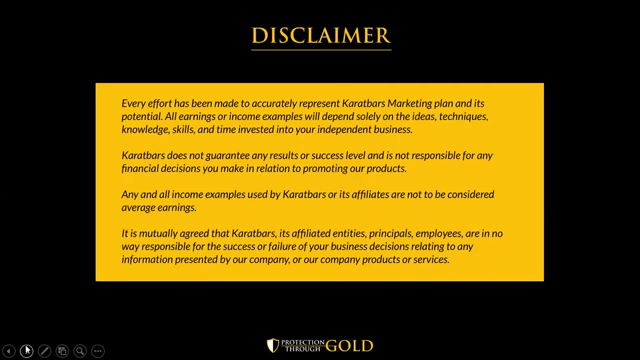 DISCLAIMER
Every effort has been made to accurately represent Karatbars Marketing plan and its
potential. All earnings or income examples will depend solely on the ideas, techniques,
knowledge, skills, and time invested into your independent business.
Karatbars does not guarantee any results or success level and is not responsible for any
financial decisions you make in relation to promoting our products.
Any and all income examples used by Karatbars or its affiliates are not to be considered
average earnings.
It is mutually agreed that Karatbars, its affiliated entities, principals, employees, are in no
way responsible for the success or failure of your business decisions relating to any
information presented by our company, or our company products or services.
PROTECTION
THROUGH GOLD